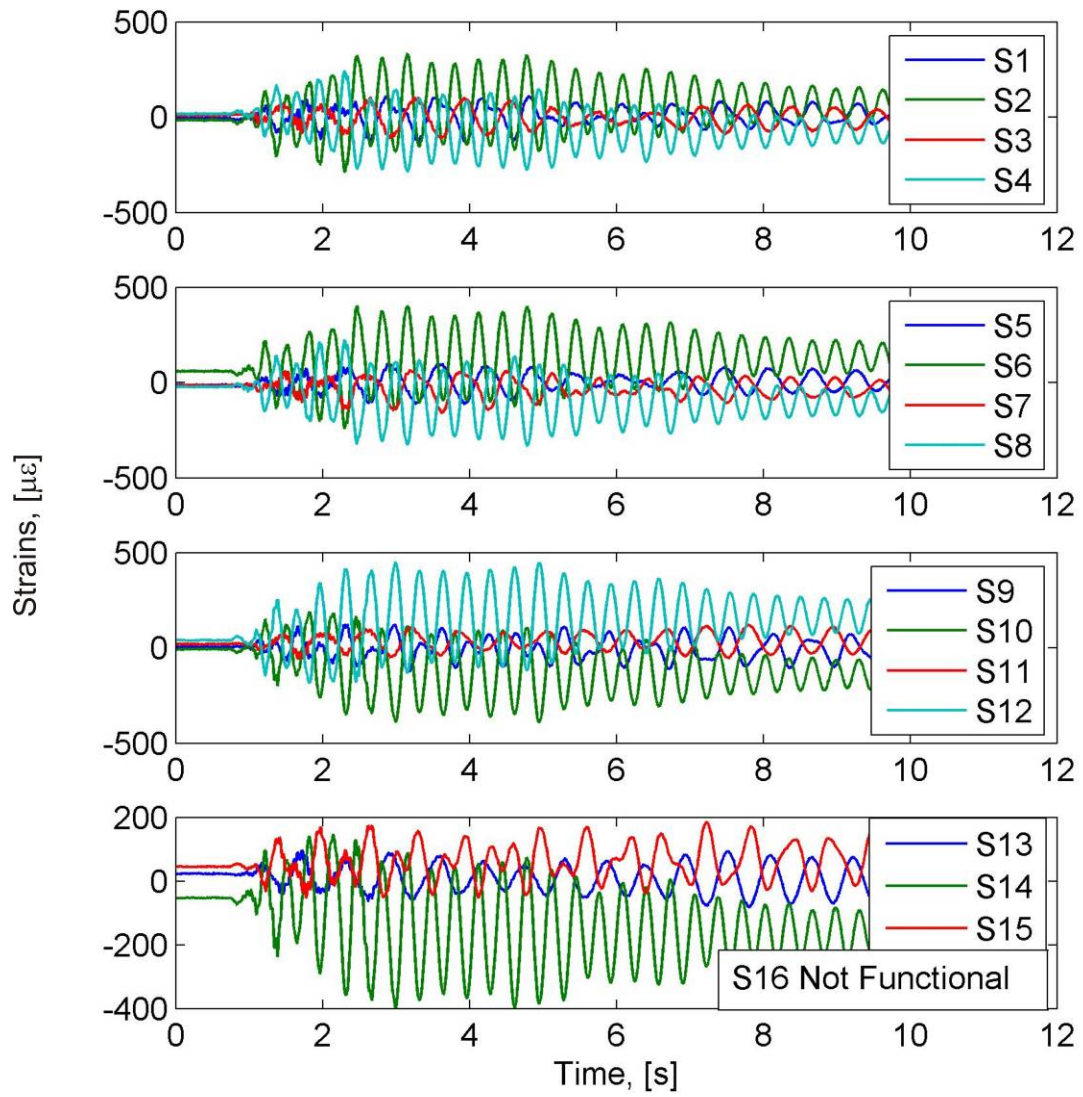 500
0
-500
0 2 4 6 8 10 12
S1
S2
S3
S4
500
0
-500
0 2 4 6 8 10 12
S5
S6
S7
S8
Strains, [με]
500
0
-500
0 2 4 6 8 10 12
S9
S10
S11
S12
200
0
-200
-400
0 2 4 6 8 10 12
S13
S14
S15
S16 Not Functional
Time, [s]